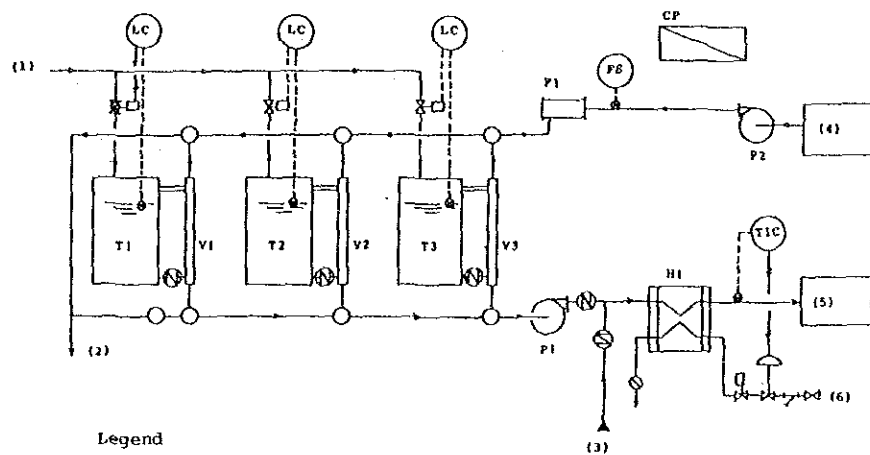 LC LC LC CP
(1)
F1 FS
(4)
P2
T1 V1 T2 V2 T3 V3
TIC
H1
(5)
P1
(2)
(6)
(3)
Legend